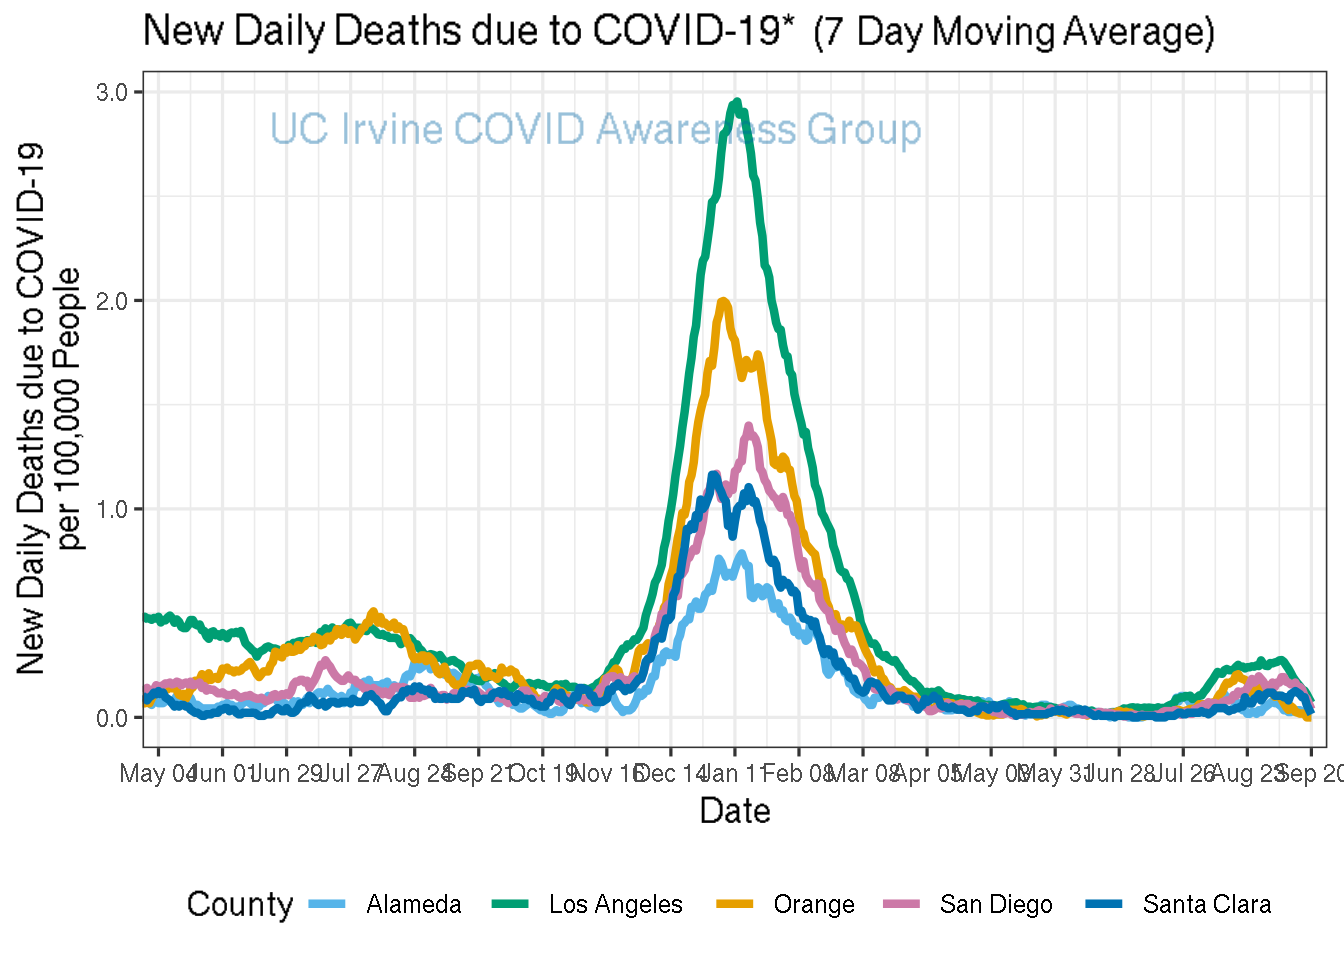 New Daily Deaths due to COVID-19* (7 Day Moving Average)
UC Irvine COVID Awareness Group
New Daily Deaths due to COVID-19
per 100,000 People
3.0
2.0
1.0
0.0
May 04 Jun 01 Jun 29 Jul 27 Aug 24 Sep 21 Oct 19 Nov 16 Dec 14 Jan 11 Feb 08 Mar 08 Apr 05 May 03 May 31 Jun 28 Jul 26 Aug 23 Sep 20
Date
County Alameda Los Angeles Orange San Diego Santa Clara